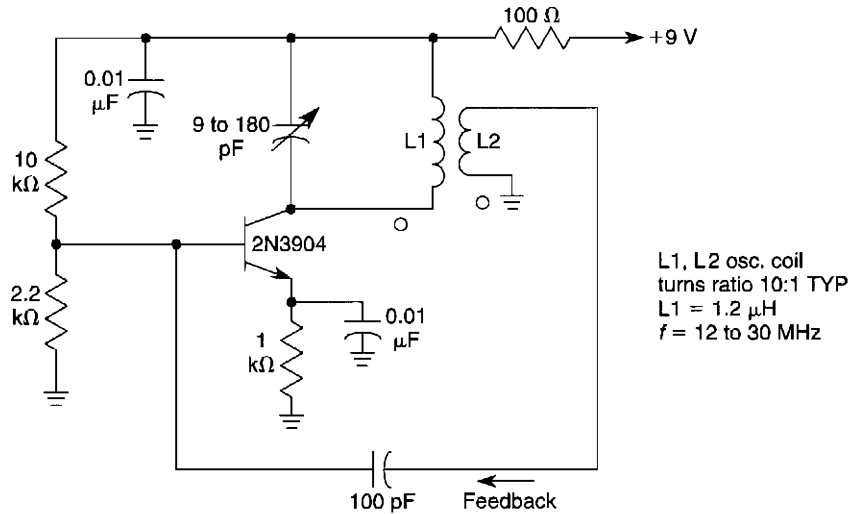 100 Ω
+9 V
0.01
μF
9 to 180
pF
L1
L2
10
kΩ
2N3904
2.2
kΩ
0.01
μF
1
kΩ
L1, L2 osc. coil
turns ratio 10:1 TYP
L1 = 1.2 μH
f = 12 to 30 MHz
100 pF
Feedback